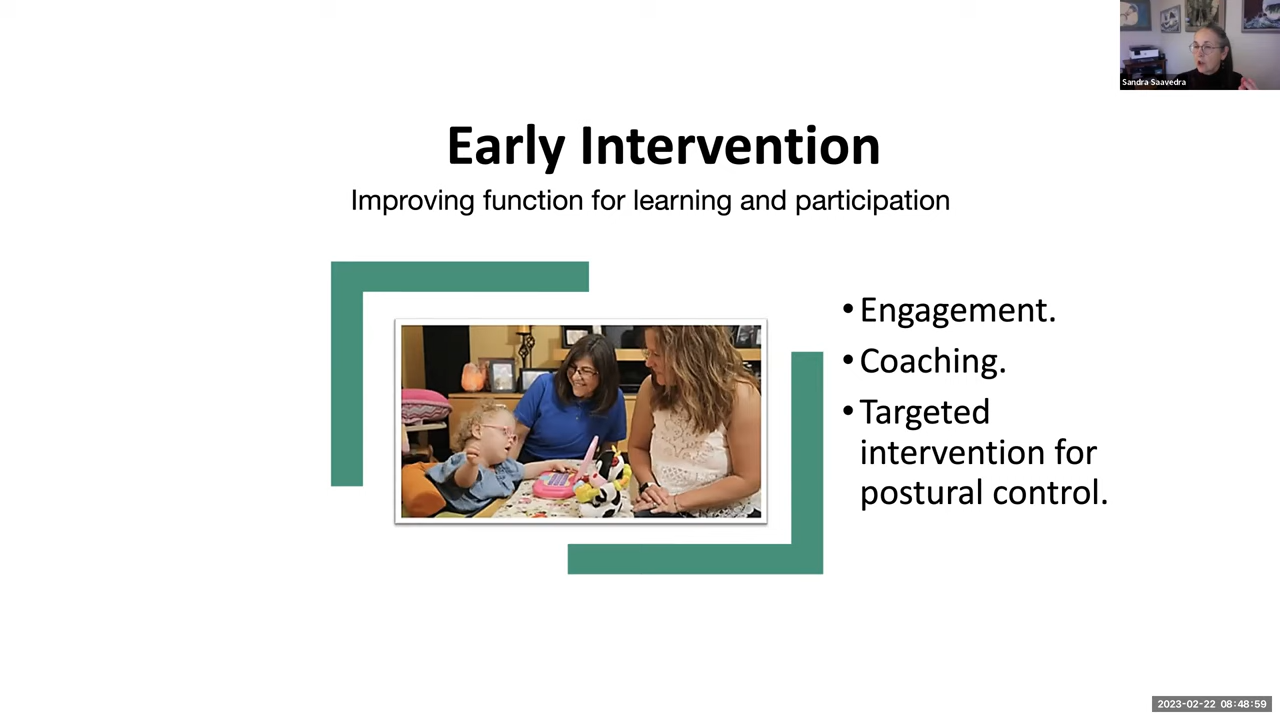 Sandra Saavedra
Early Intervention
Improving function for learning and participation
•Engagement.
•Coaching.
•Targeted
intervention for
postural control.
2023-02-22 08:48:59